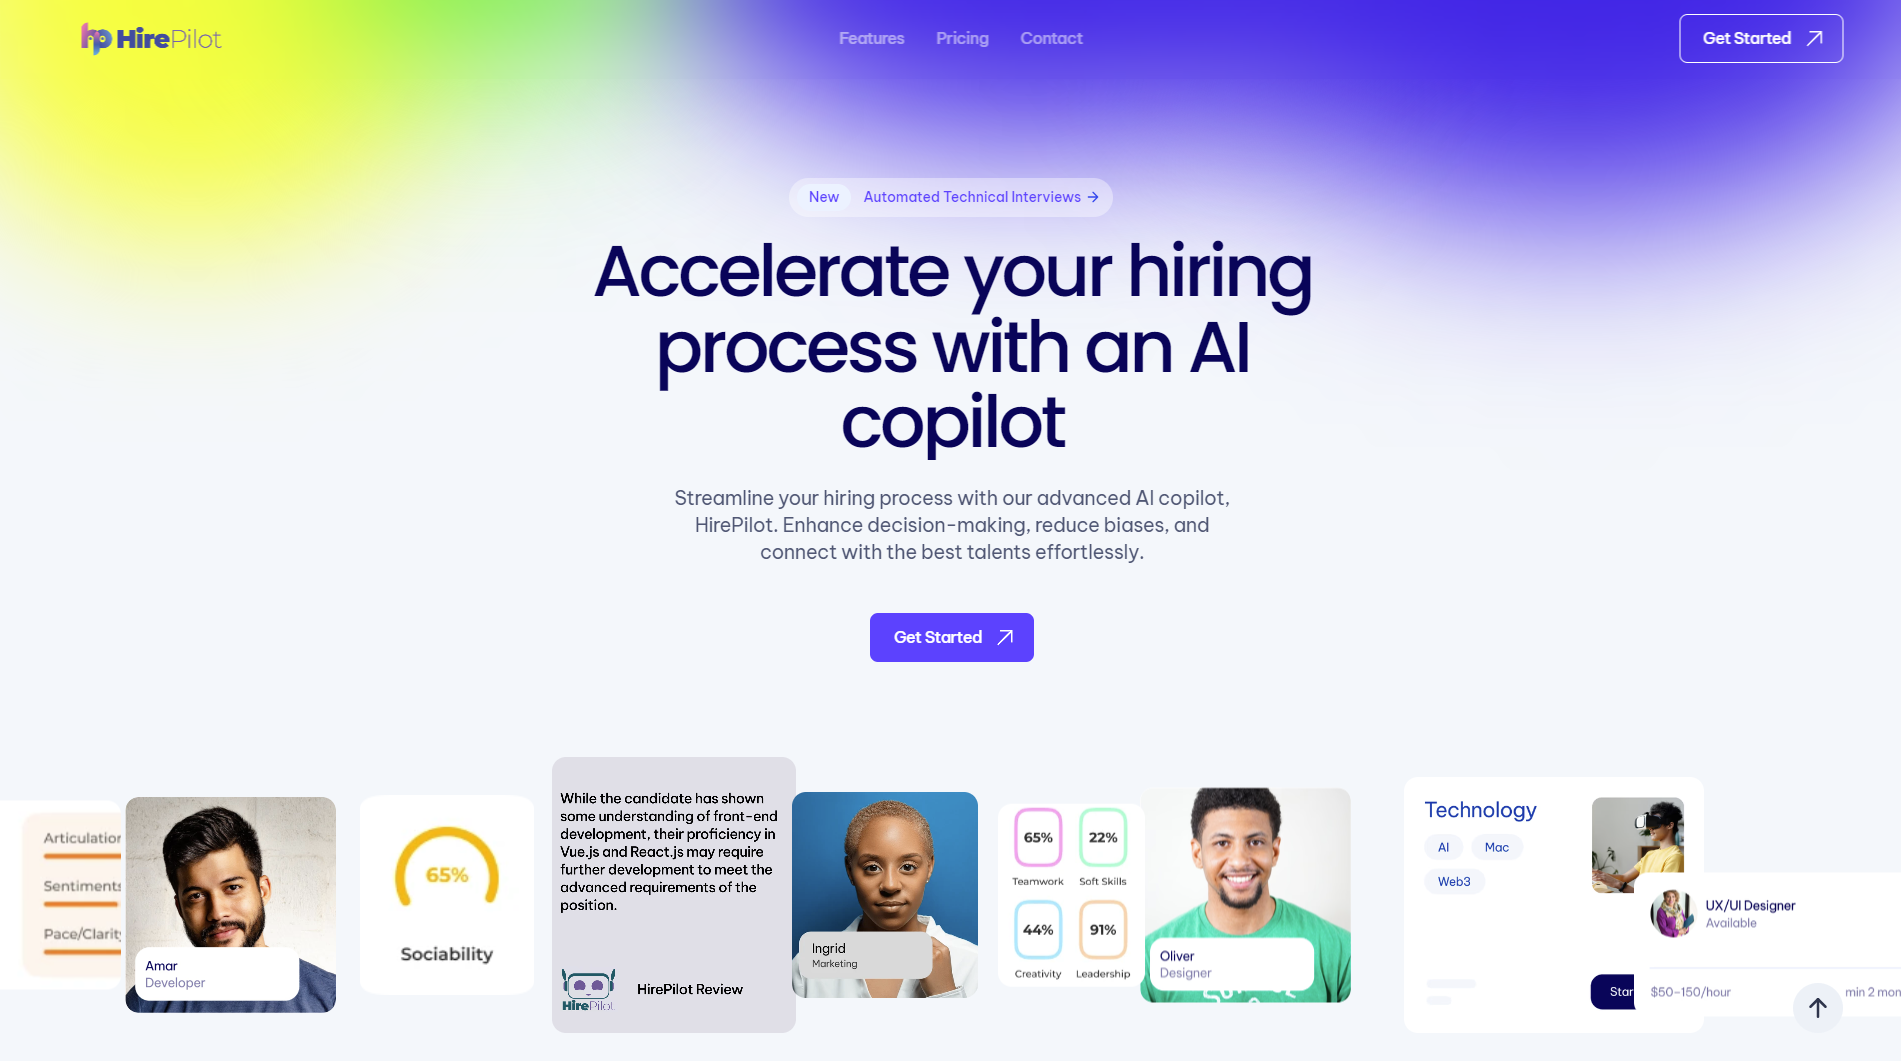 hp HirePilot
Features
Pricing
Contact
Get Started
New
Automated Technical Interviews
Accelerate your hiring
process with an AI
copilot
Streamline your hiring process with our advanced AI copilot,
HirePilot. Enhance decision-making, reduce biases, and
connect with the best talents effortlessly.
Get Started
Articulation
Sentiments
Pace/Clarity
Amar
Developer
65%
Sociability
While the candidate has shown
some understanding of front-end
development, their proficiency in
Vue.js and React.js may require
further development to meet the
advanced requirements of the
position.
HirePilot
HirePilot Review
Ingrid
Marketing
65%
22%
Teamwork
Soft Skills
44%
91%
Creativity
Leadership
Oliver
Designer
Technology
AI
Mac
Web3
Star
UX/UI Designer
Available
$50-150/hour
min 2 mon